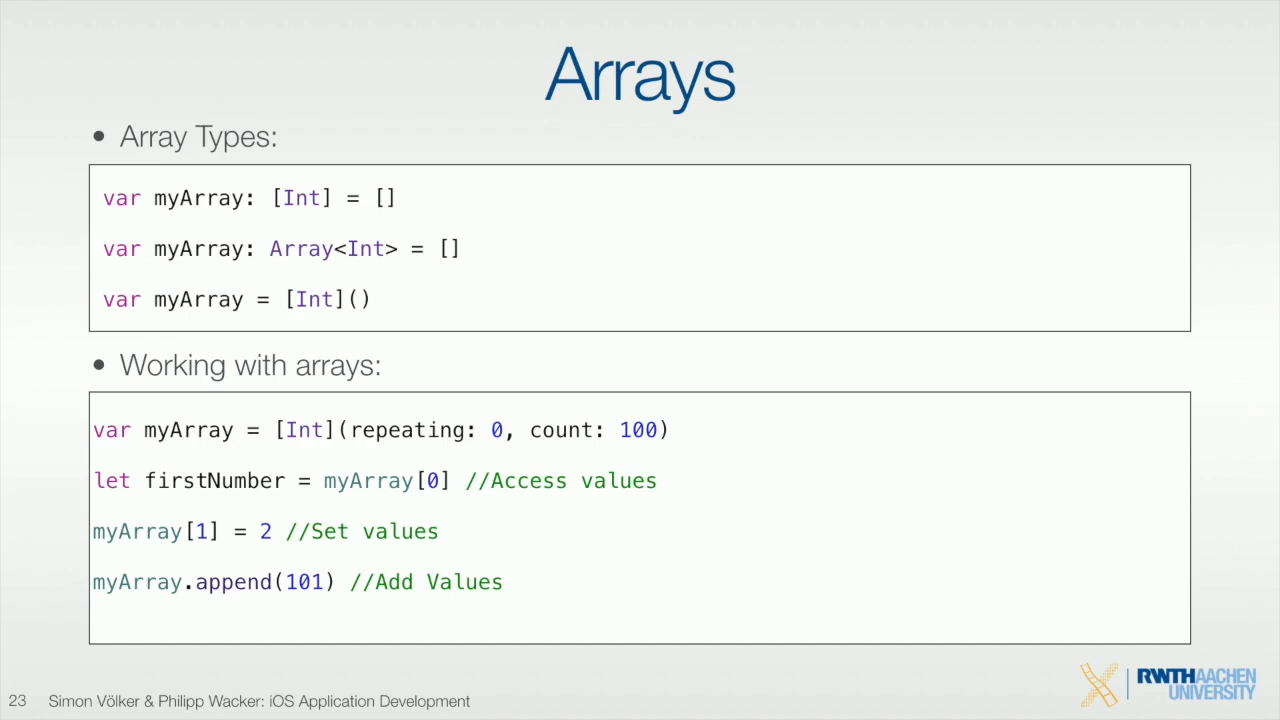 Arrays
• Array Types:
var myArray: [Int] = []
var myArray: Array<Int> = []
var myArray = [Int]()
• Working with arrays:
var myArray = [Int](repeating: 0, count: 100)
let firstNumber = myArray[0] //Access values
myArray[1] = 2 //Set values
myArray.append(101) //Add Values
23 Simon Völker & Philipp Wacker: iOS Application Development
RWTHAACHEN
UNIVERSITY